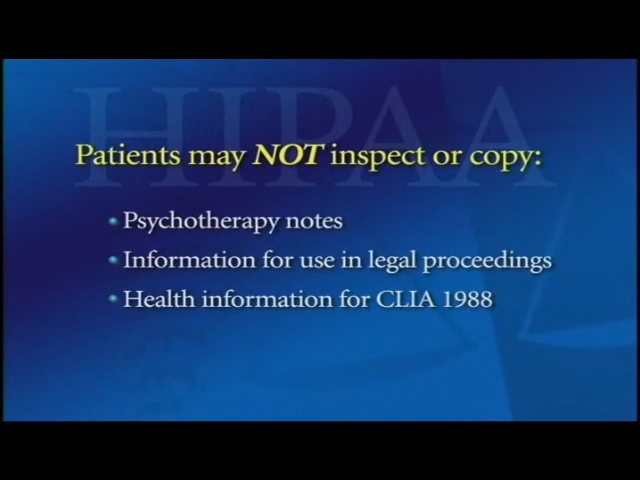 HIPAA
Patients may NOT inspect or copy:
• Psychotherapy notes
• Information for use in legal proceedings
• Health information for CLIA 1988